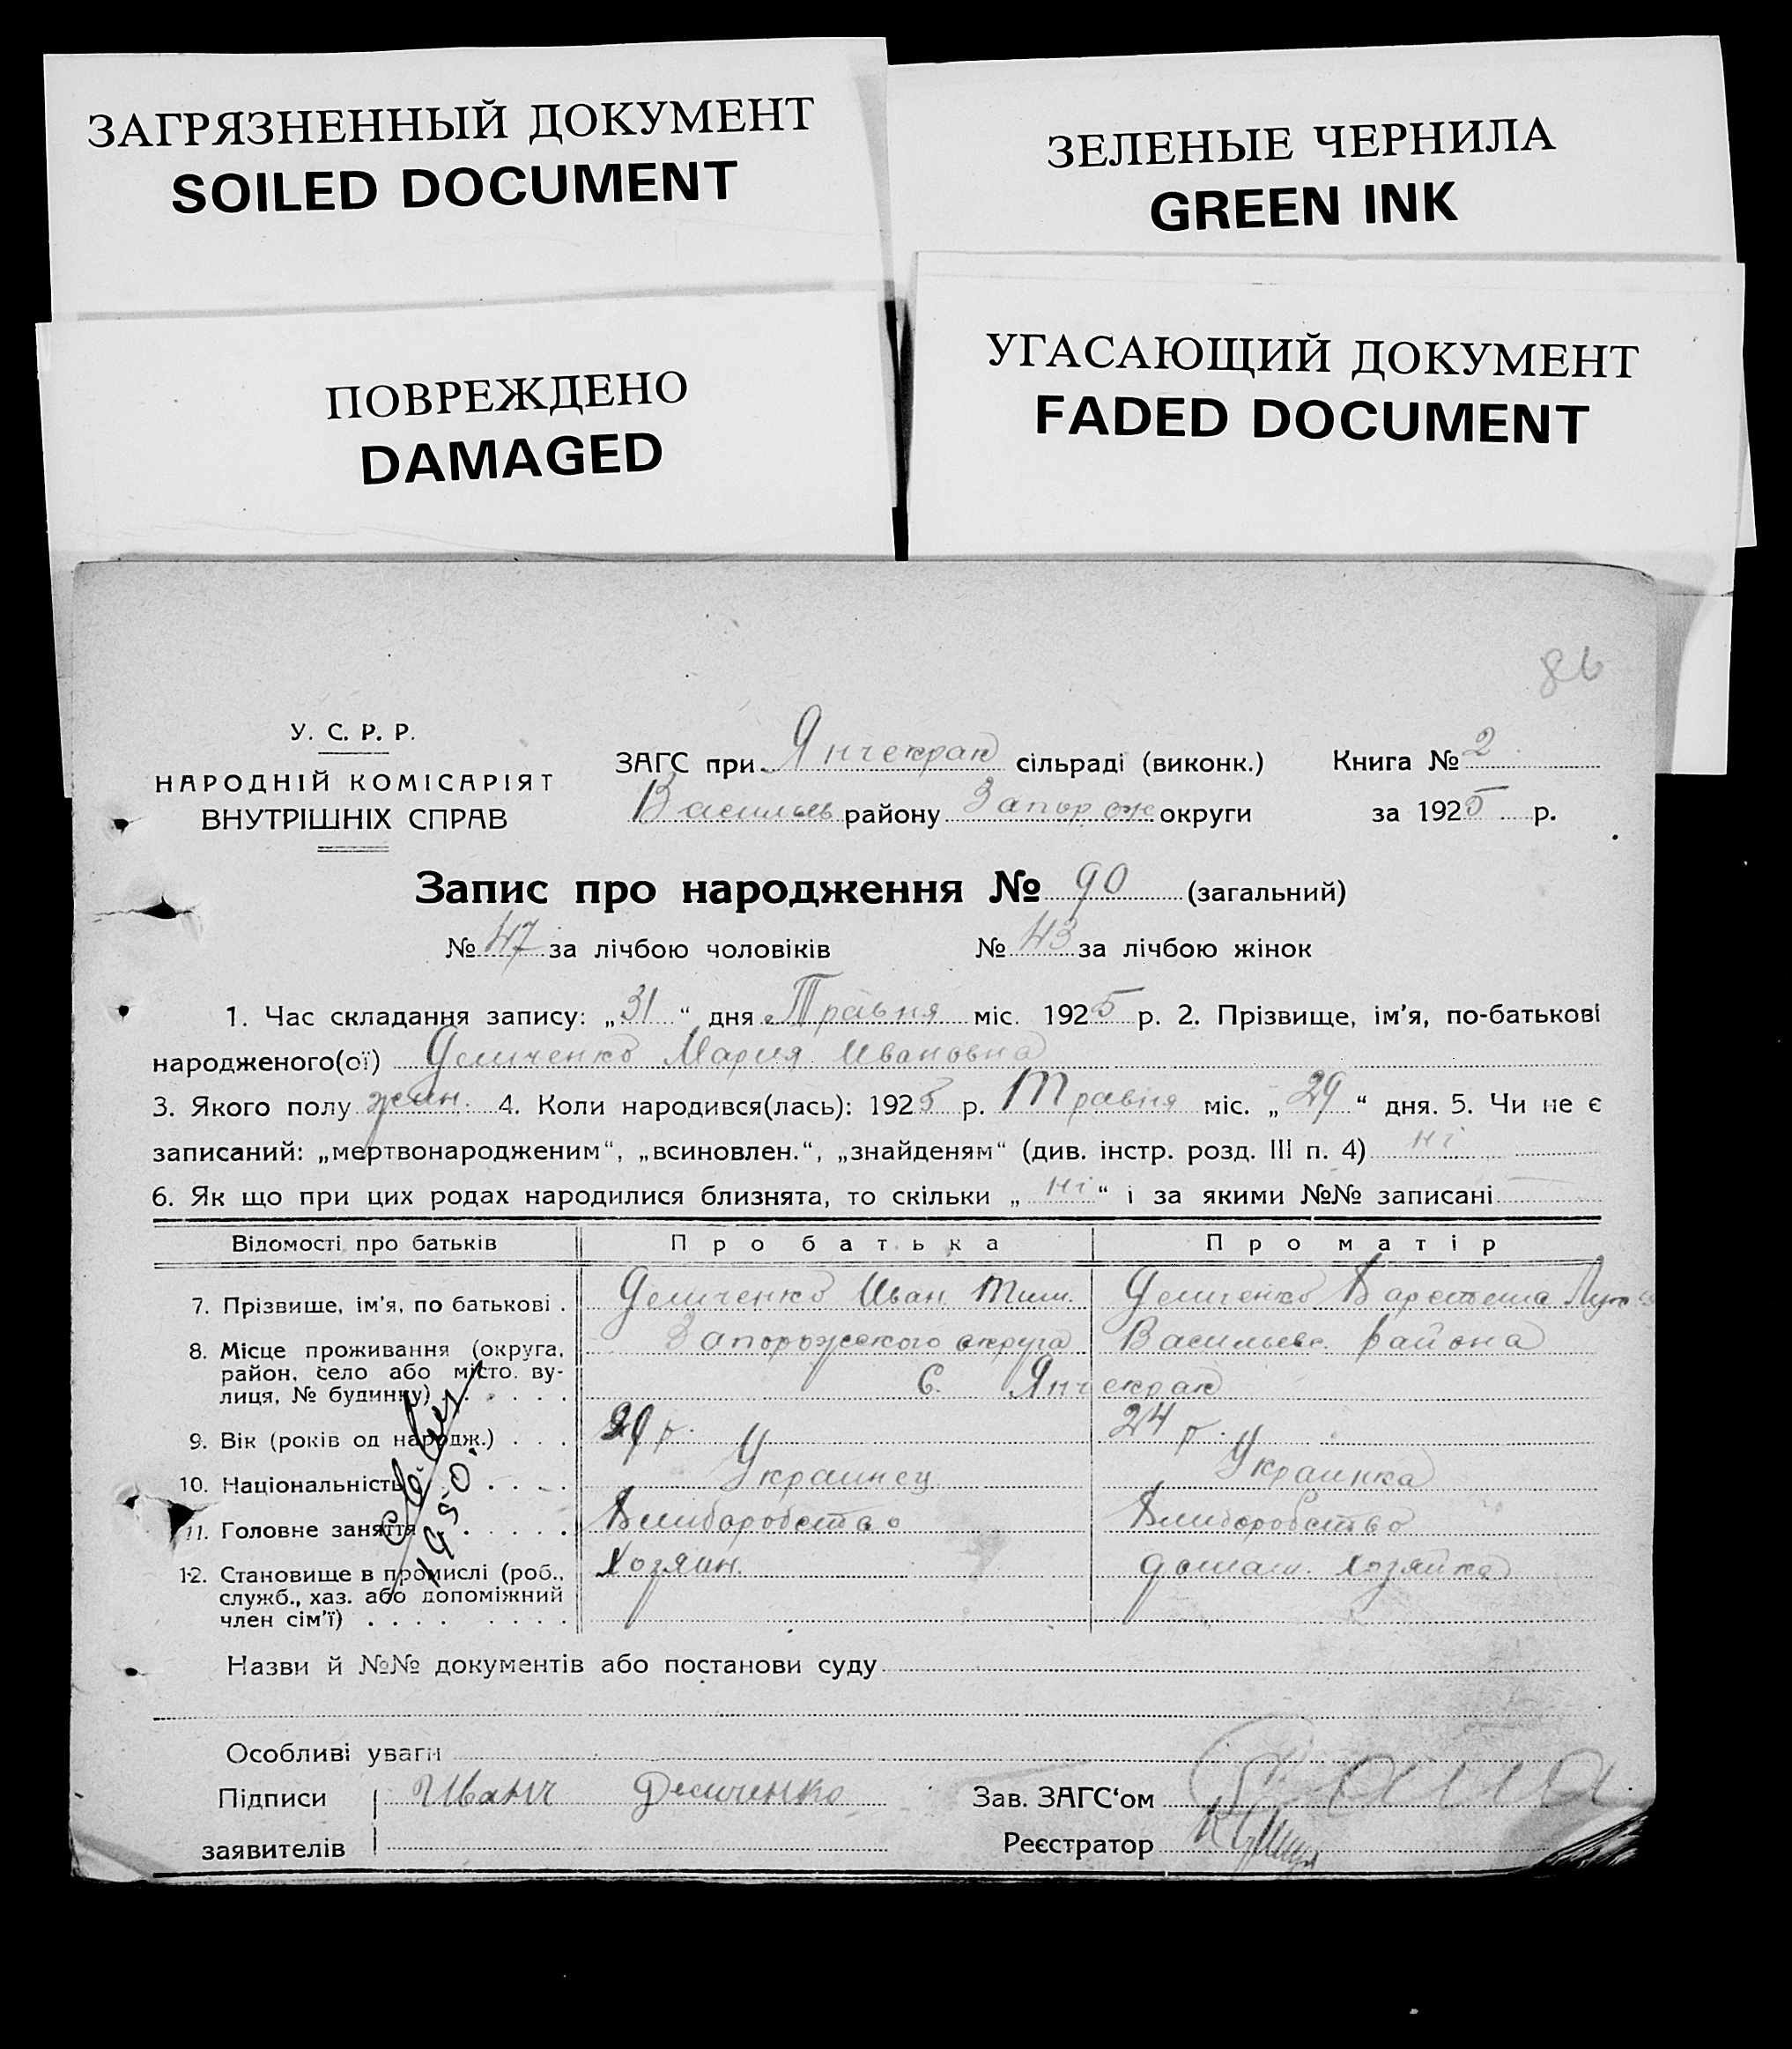 ЗАГРЯЗНЕННЫЙ ДОКУМЕНТ
SOILED DOCUMENT
ЗЕЛЕНЫЕ ЧЕРНИЛА
GREEN INK
ПОВРЕЖДЕНО
DAMAGED
УГАСАЮЩИЙ ДОКУМЕНТ
FADED DOCUMENT
86
У. С. Р. Р.
НАРОДНІЙ КОМІСАРІЯТ
ВНУТРІШНІХ СПРАВ
ЗАГС при Янчекрак сільраді (виконк.)
Василів району Запорож округи
Книга № 2
за 1925 р.
Запис про народження № 90 (загальний)
№ 47 за лічбою чоловіків № 43 за лічбою жінок
1. Час складання запису: „31“ дня Травня міс. 1925 р. 2. Прізвище, ім'я, по-батькові
народженого(ої) Демченко Мария Ивановна
3. Якого полу жін. 4. Коли народився(лась): 1925 р. Травня міс. „29“ дня. 5. Чи не є
записаний: „мертвонародженим“, „всиновлен.“, „знайденям“ (див. інстр. розд. III п. 4) ні
6. Як що при цих родах народилися близнята, то скільки „ні“ і за якими №№ записані
Відомості про батьків Про батька Про матір
7. Прізвище, ім'я, по батькові . Демченко Иван Тим. Демченко
8. Місце проживання (округа, Запорожского округа Васильевс. района
район, село або місто, ву-
лиця, № будинку) . . . . . с. Янчекрак
9. Вік (років од народж.) . . . 29 р. 24 р.
10. Національність . . . . Украинец Украинка
11. Головне заняття . . . . . Хлиборобство Хлиборобство
12. Становище в промислі (роб., Хозяин. домаш. хозяйка
служб., хаз. або допоміжний
член сім'ї) . . . . . . . .
1950.
Назви й №№ документів або постанови суду
Особливі уваги
Підписи Иван Демченко Зав. ЗАГС‘ом
заявителів Реєстратор